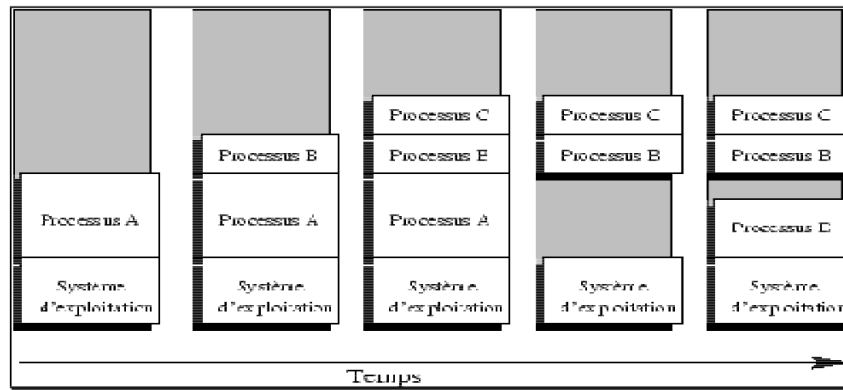 Processus A
Système
d'exploitation
Processus B
Processus A
Système
d'exploitation
Processus C
Processus B
Processus A
Système
d'exploitation
Processus C
Processus B
Système
d'exploitation
Processus C
Processus B
Processus D
Système
d'exploitation
Temps